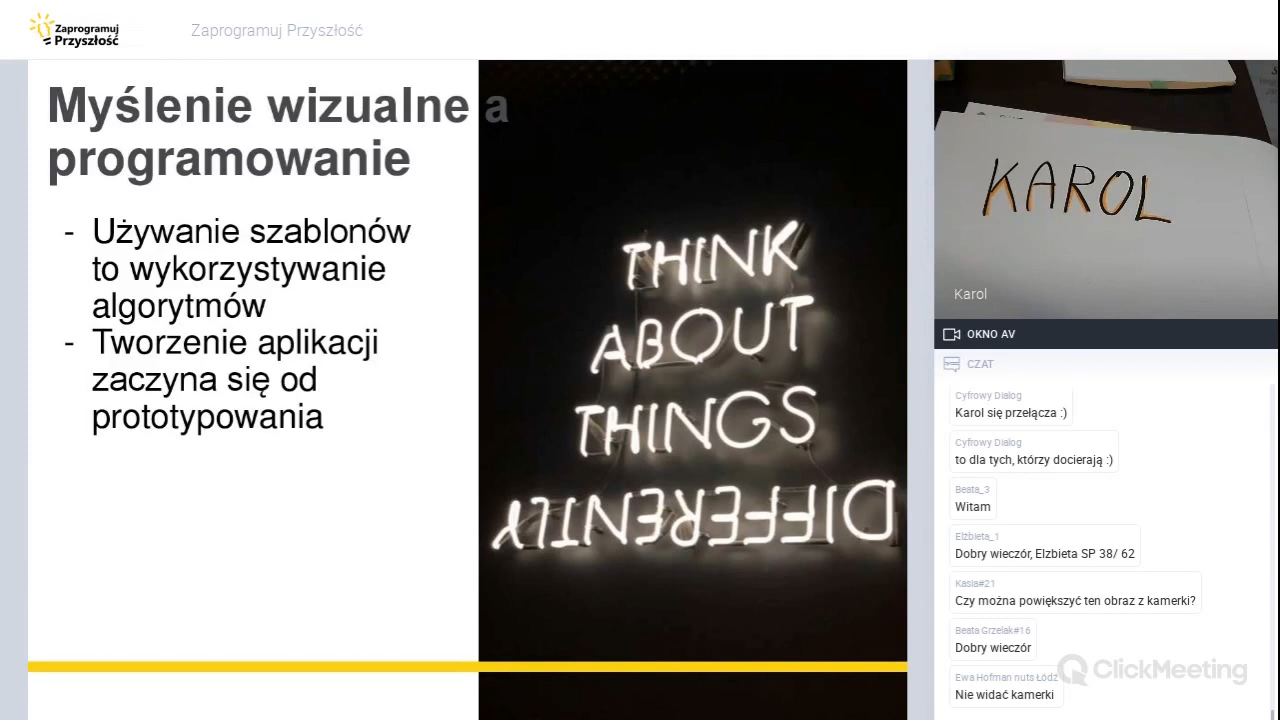 Zaprogramuj
Przyszłość
Zaprogramuj Przyszłość
Myślenie wizualne a
programowanie
- Używanie szablonów
to wykorzystywanie
algorytmów
- Tworzenie aplikacji
zaczyna się od
prototypowania
THINK
ABOUT
THINGS
DIFFERENTLY
KAROL
Karol
OKNO AV
CZAT
Cyfrowy Dialog
Karol się przełącza :)
Cyfrowy Dialog
to dla tych, którzy docierają :)
Beata_3
Witam
Elżbieta_1
Dobry wieczór, Elzbieta SP 38/ 62
Kasia#21
Czy można powiększyć ten obraz z kamerki?
Beata Grzelak#16
Dobry wieczór
Ewa Hofman nuts Łódź
Nie widać kamerki
ClickMeeting